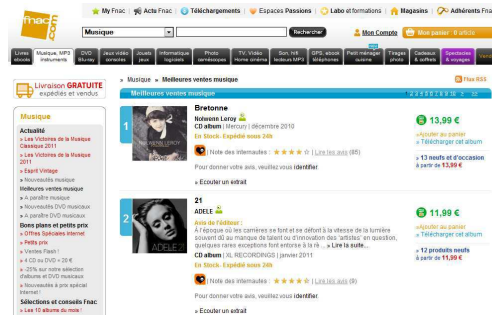 My Fnac
Actu Fnac
Téléchargements
Espaces Passions
Labo et formations
Magasins
Adhérents Fnac
fnac.com
Musique
Rechercher
Mon Compte
Mon panier : 0 article
Livres ebooks
Musique, MP3 instruments
DVD Blu-ray
Jeux vidéo consoles
Jouets jeux
Informatique logiciels
Photo caméscopes
TV, Vidéo Home cinéma
Son, hifi lecteurs MP3
GPS, ebook téléphones
Petit ménager cuisine
Tirages photo
Cadeaux & coffrets
Spectacles & voyages
Livraison GRATUITE
expédiés et vendus
» Musique » Meilleures ventes musique
Flux RSS
Meilleures ventes musique
Musique
Actualité
» Les Victoires de la Musique Classique 2011
» Les Victoires de la Musique 2011
» Esprit Vintage
» Nouveautés musique
Meilleures ventes musique
» A paraître musique
» Nouveautés DVD musicaux
» A paraître DVD musicaux
Bons plans et petits prix
» Offres Spéciales Internet
» Petits prix
» Ventes Flash !
» 4 CD ou DVD = 20 €
» -25% sur notre sélection d'albums et DVD musicaux
» Nouveautés à prix spécial Internet !
Sélections et conseils Fnac
» Les 10 albums du mois !
1
NOLWENN LEROY
Bretonne
Nolwenn Leroy
CD album | Mercury | décembre 2010
En Stock - Expédié sous 24h
| Note des internautes : ★★★★☆ | Lire les avis (85)
Pour donner votre avis, veuillez vous identifier.
» Ecouter un extrait
13,99 €
»Ajouter au panier
» Télécharger cet album
» 13 neufs et d'occasion
à partir de 13,99 €
2
ADELE 21
21
ADELE
Avis de l'éditeur :
À l'époque où les carrières se font et se défont à la vitesse de la lumière
souvent dû au manque de talent ou d'innovation des 'artistes' en question,
quelques rares exceptions font entorse à la ré ... » Lire la suite...
CD album | XL RECORDINGS | janvier 2011
En Stock - Expédié sous 24h
| Note des internautes : ★★★★☆ | Lire les avis (9)
Pour donner votre avis, veuillez vous identifier.
» Ecouter un extrait
11,99 €
»Ajouter au panier
» Télécharger cet album
» 12 produits neufs
à partir de 11,99 €